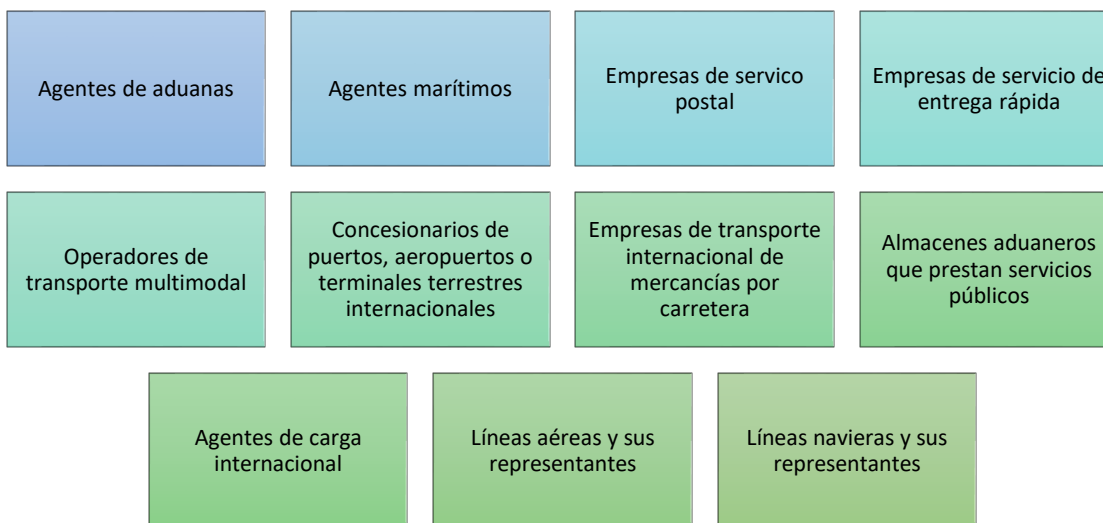 Agentes de aduanas
Agentes marítimos
Empresas de servico
postal
Empresas de servicio de
entrega rápida
Operadores de
transporte multimodal
Concesionarios de
puertos, aeropuertos o
terminales terrestres
internacionales
Empresas de transporte
internacional de
mercancías por
carretera
Almacenes aduaneros
que prestan servicios
públicos
Agentes de carga
internacional
Líneas aéreas y sus
representantes
Líneas navieras y sus
representantes